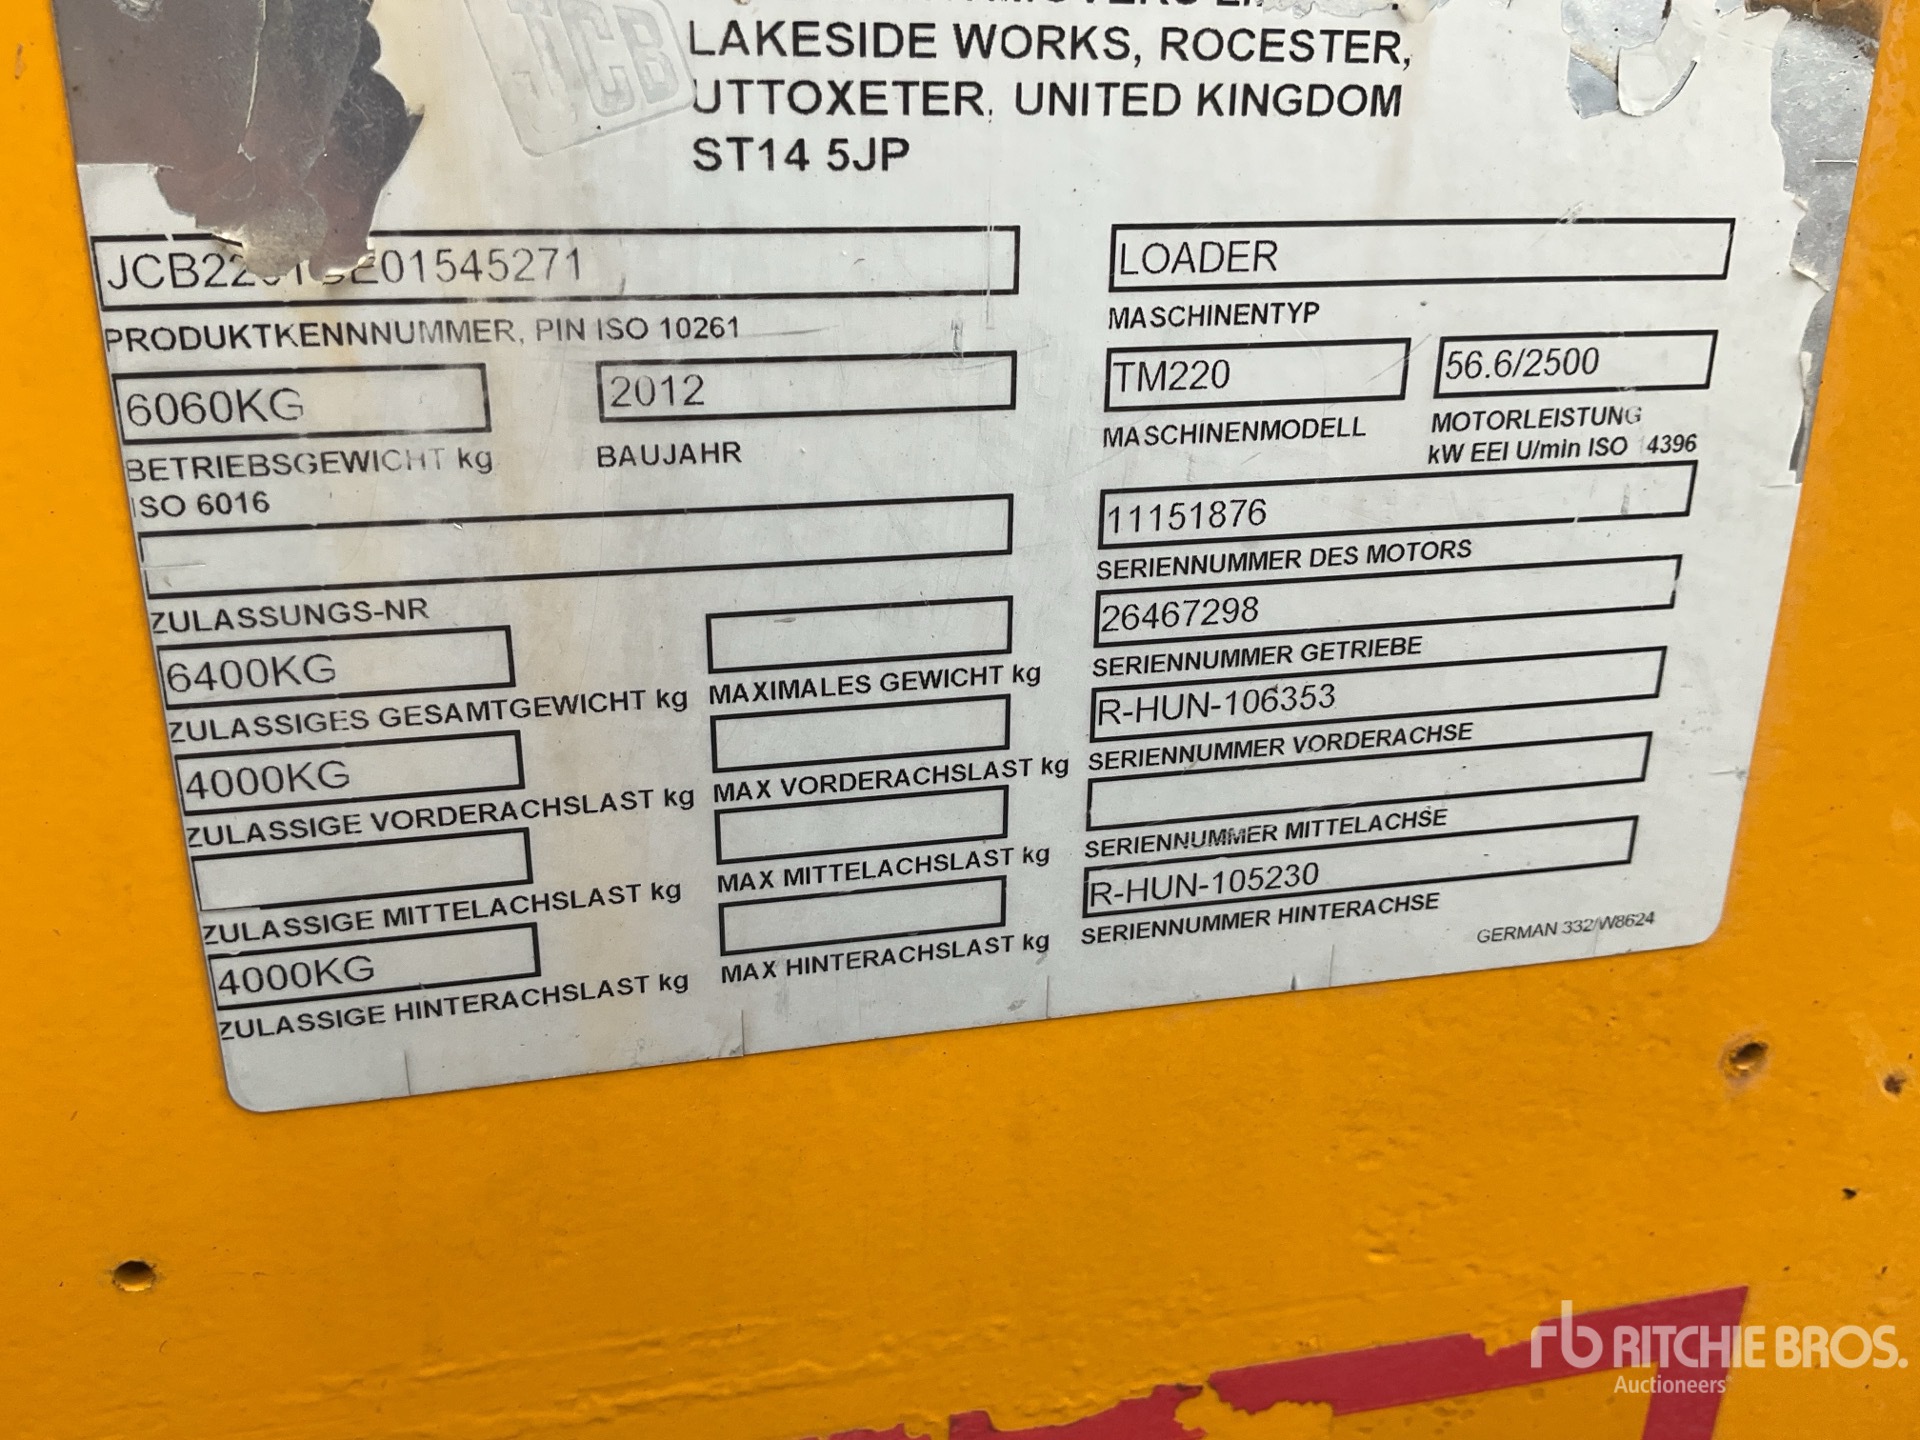 JCB
LAKESIDE WORKS, ROCESTER,
UTTOXETER, UNITED KINGDOM
ST14 5JP
E01545271
PRODUKTKENNNUMMER, PIN ISO 10261
6060KG
2012
BETRIEBSGEWICHT kg
ISO 6016
BAUJAHR
ZULASSUNGS-NR
6400KG
ZULASSIGES GESAMTGEWICHT kg
MAXIMALES GEWICHT kg
4000KG
ZULASSIGE VORDERACHSLAST kg
MAX VORDERACHSLAST kg
ZULASSIGE MITTELACHSLAST kg
MAX MITTELACHSLAST kg
4000KG
ZULASSIGE HINTERACHSLAST kg
MAX HINTERACHSLAST kg
LOADER
MASCHINENTYP
TM220
56.6/2500
MASCHINENMODELL
MOTORLEISTUNG
kW EEI U/min ISO 14396
11151876
SERIENNUMMER DES MOTORS
26467298
SERIENNUMMER GETRIEBE
R-HUN-106353
SERIENNUMMER VORDERACHSE
SERIENNUMMER MITTELACHSE
R-HUN-105230
SERIENNUMMER HINTERACHSE
GERMAN 332/W8624
rb RITCHIE BROS.
Auctioneers